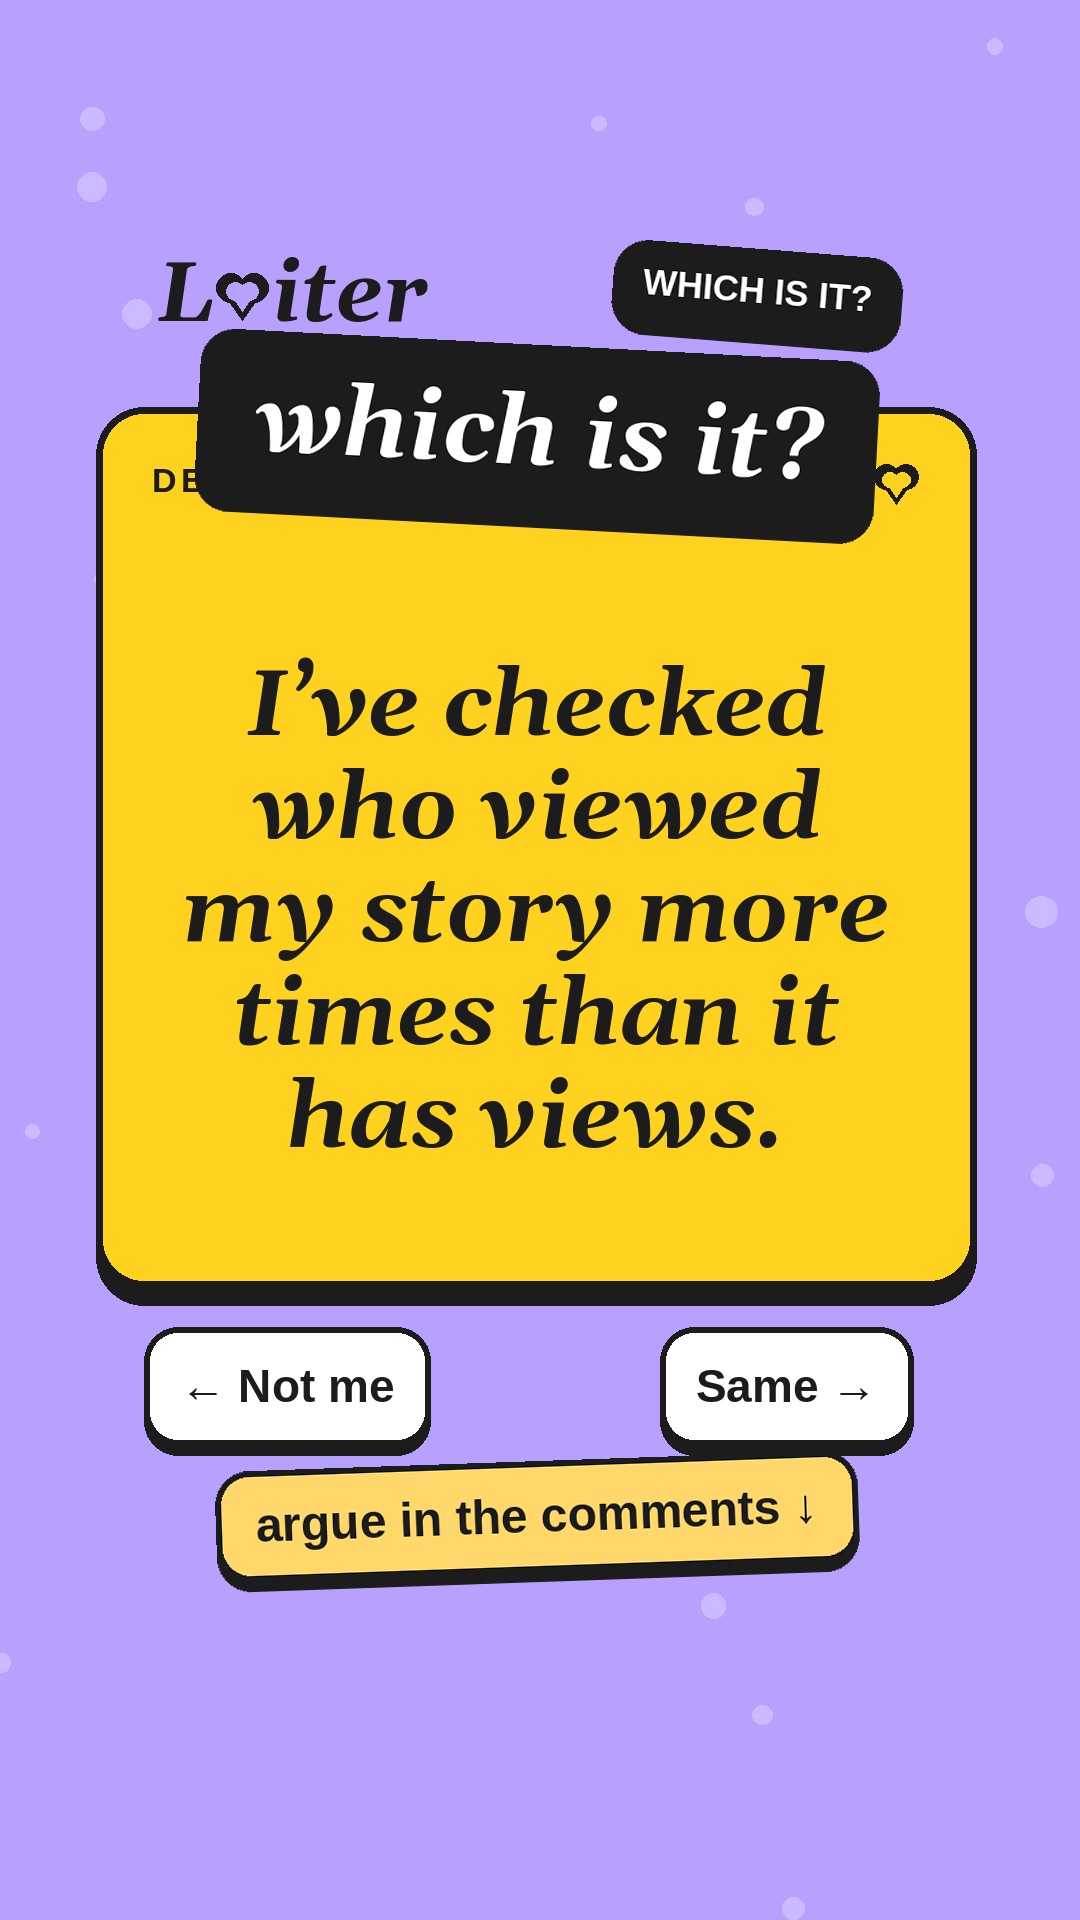 L♡iter
WHICH IS IT?
which is it?
I’ve checked
who viewed
my story more
times than it
has views.
← Not me
Same →
argue in the comments ↓